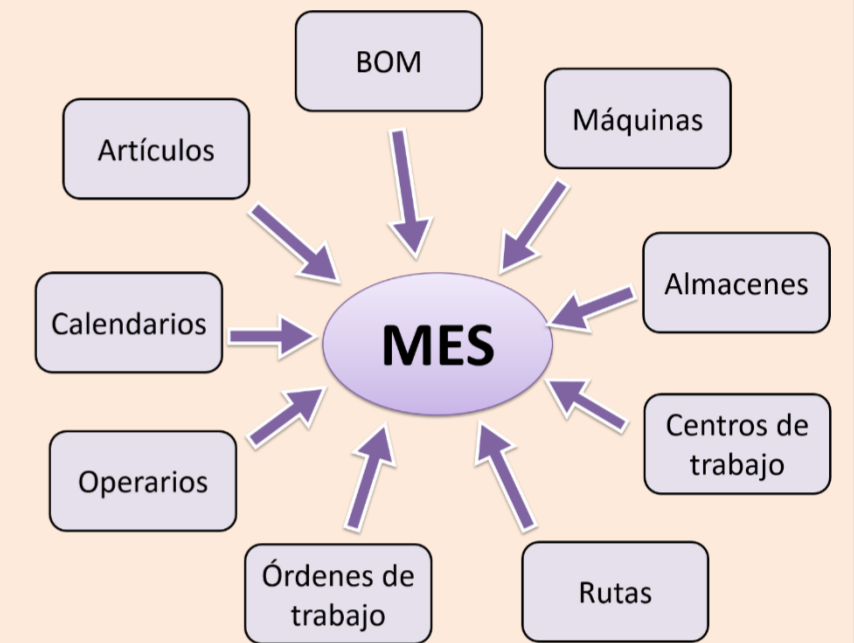 BOM
Máquinas
Artículos
Almacenes
Calendarios
MES
Centros de
trabajo
Operarios
Órdenes de
trabajo
Rutas